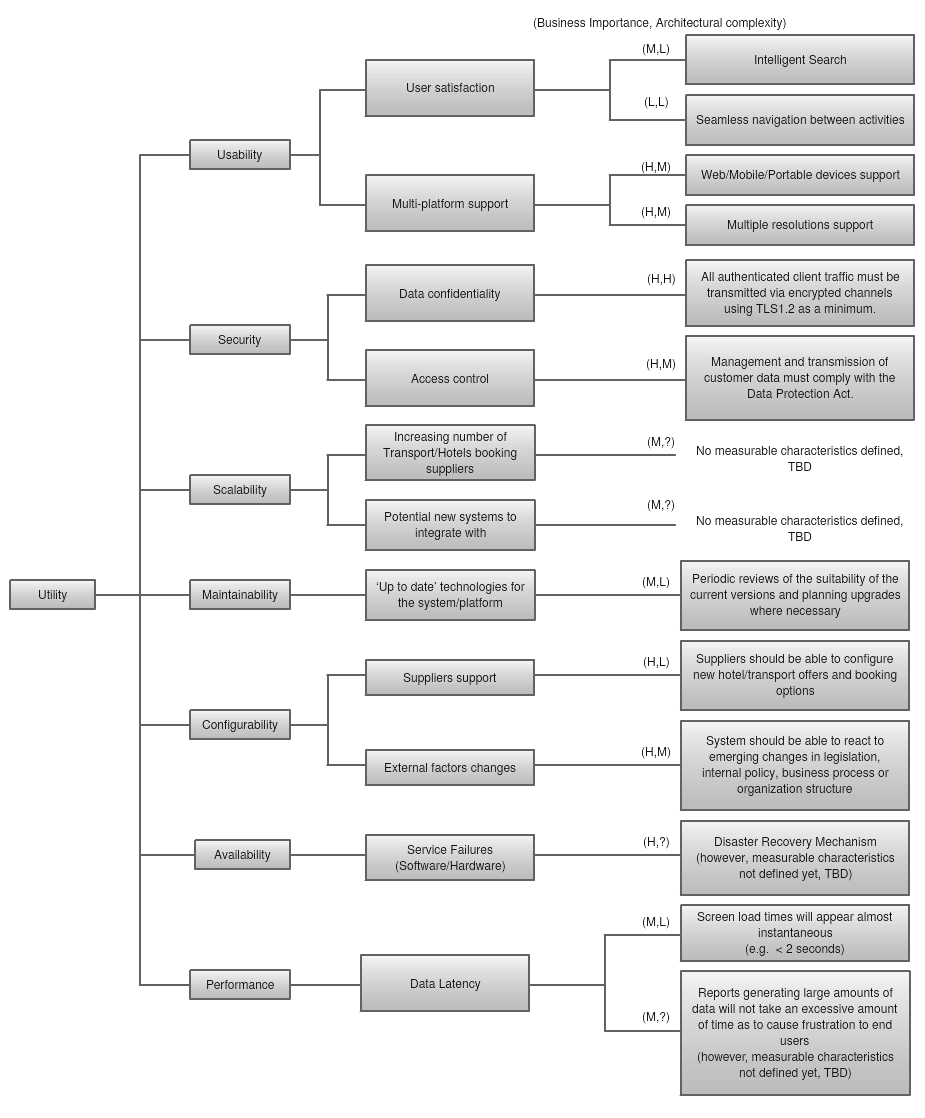 (Business Importance, Architectural complexity)
(M,L)
Intelligent Search
User satisfaction
(L,L)
Seamless navigation between activities
Usability
(H,M)
Web/Mobile/Portable devices support
Multi-platform support
(H,M)
Multiple resolutions support
Data confidentiality
(H,H)
All authenticated client traffic must be
transmitted via encrypted channels
using TLS1.2 as a minimum.
Security
Access control
(H,M)
Management and transmission of
customer data must comply with the
Data Protection Act.
Increasing number of
Transport/Hotels booking
suppliers
(M,?)
No measurable characteristics defined,
TBD
Scalability
Potential new systems to
integrate with
(M,?)
No measurable characteristics defined,
TBD
Utility
Maintainability
‘Up to date’ technologies for
the system/platform
(M,L)
Periodic reviews of the suitability of the
current versions and planning upgrades
where necessary
Suppliers support
(H,L)
Suppliers should be able to configure
new hotel/transport offers and booking
options
Configurability
External factors changes
(H,M)
System should be able to react to
emerging changes in legislation,
internal policy, business process or
organization structure
Availability
Service Failures
(Software/Hardware)
(H,?)
Disaster Recovery Mechanism
(however, measurable characteristics
not defined yet, TBD)
(M,L)
Screen load times will appear almost
instantaneous
(e.g. < 2 seconds)
Performance
Data Latency
(M,?)
Reports generating large amounts of
data will not take an excessive amount
of time as to cause frustration to end
users
(however, measurable characteristics
not defined yet, TBD)